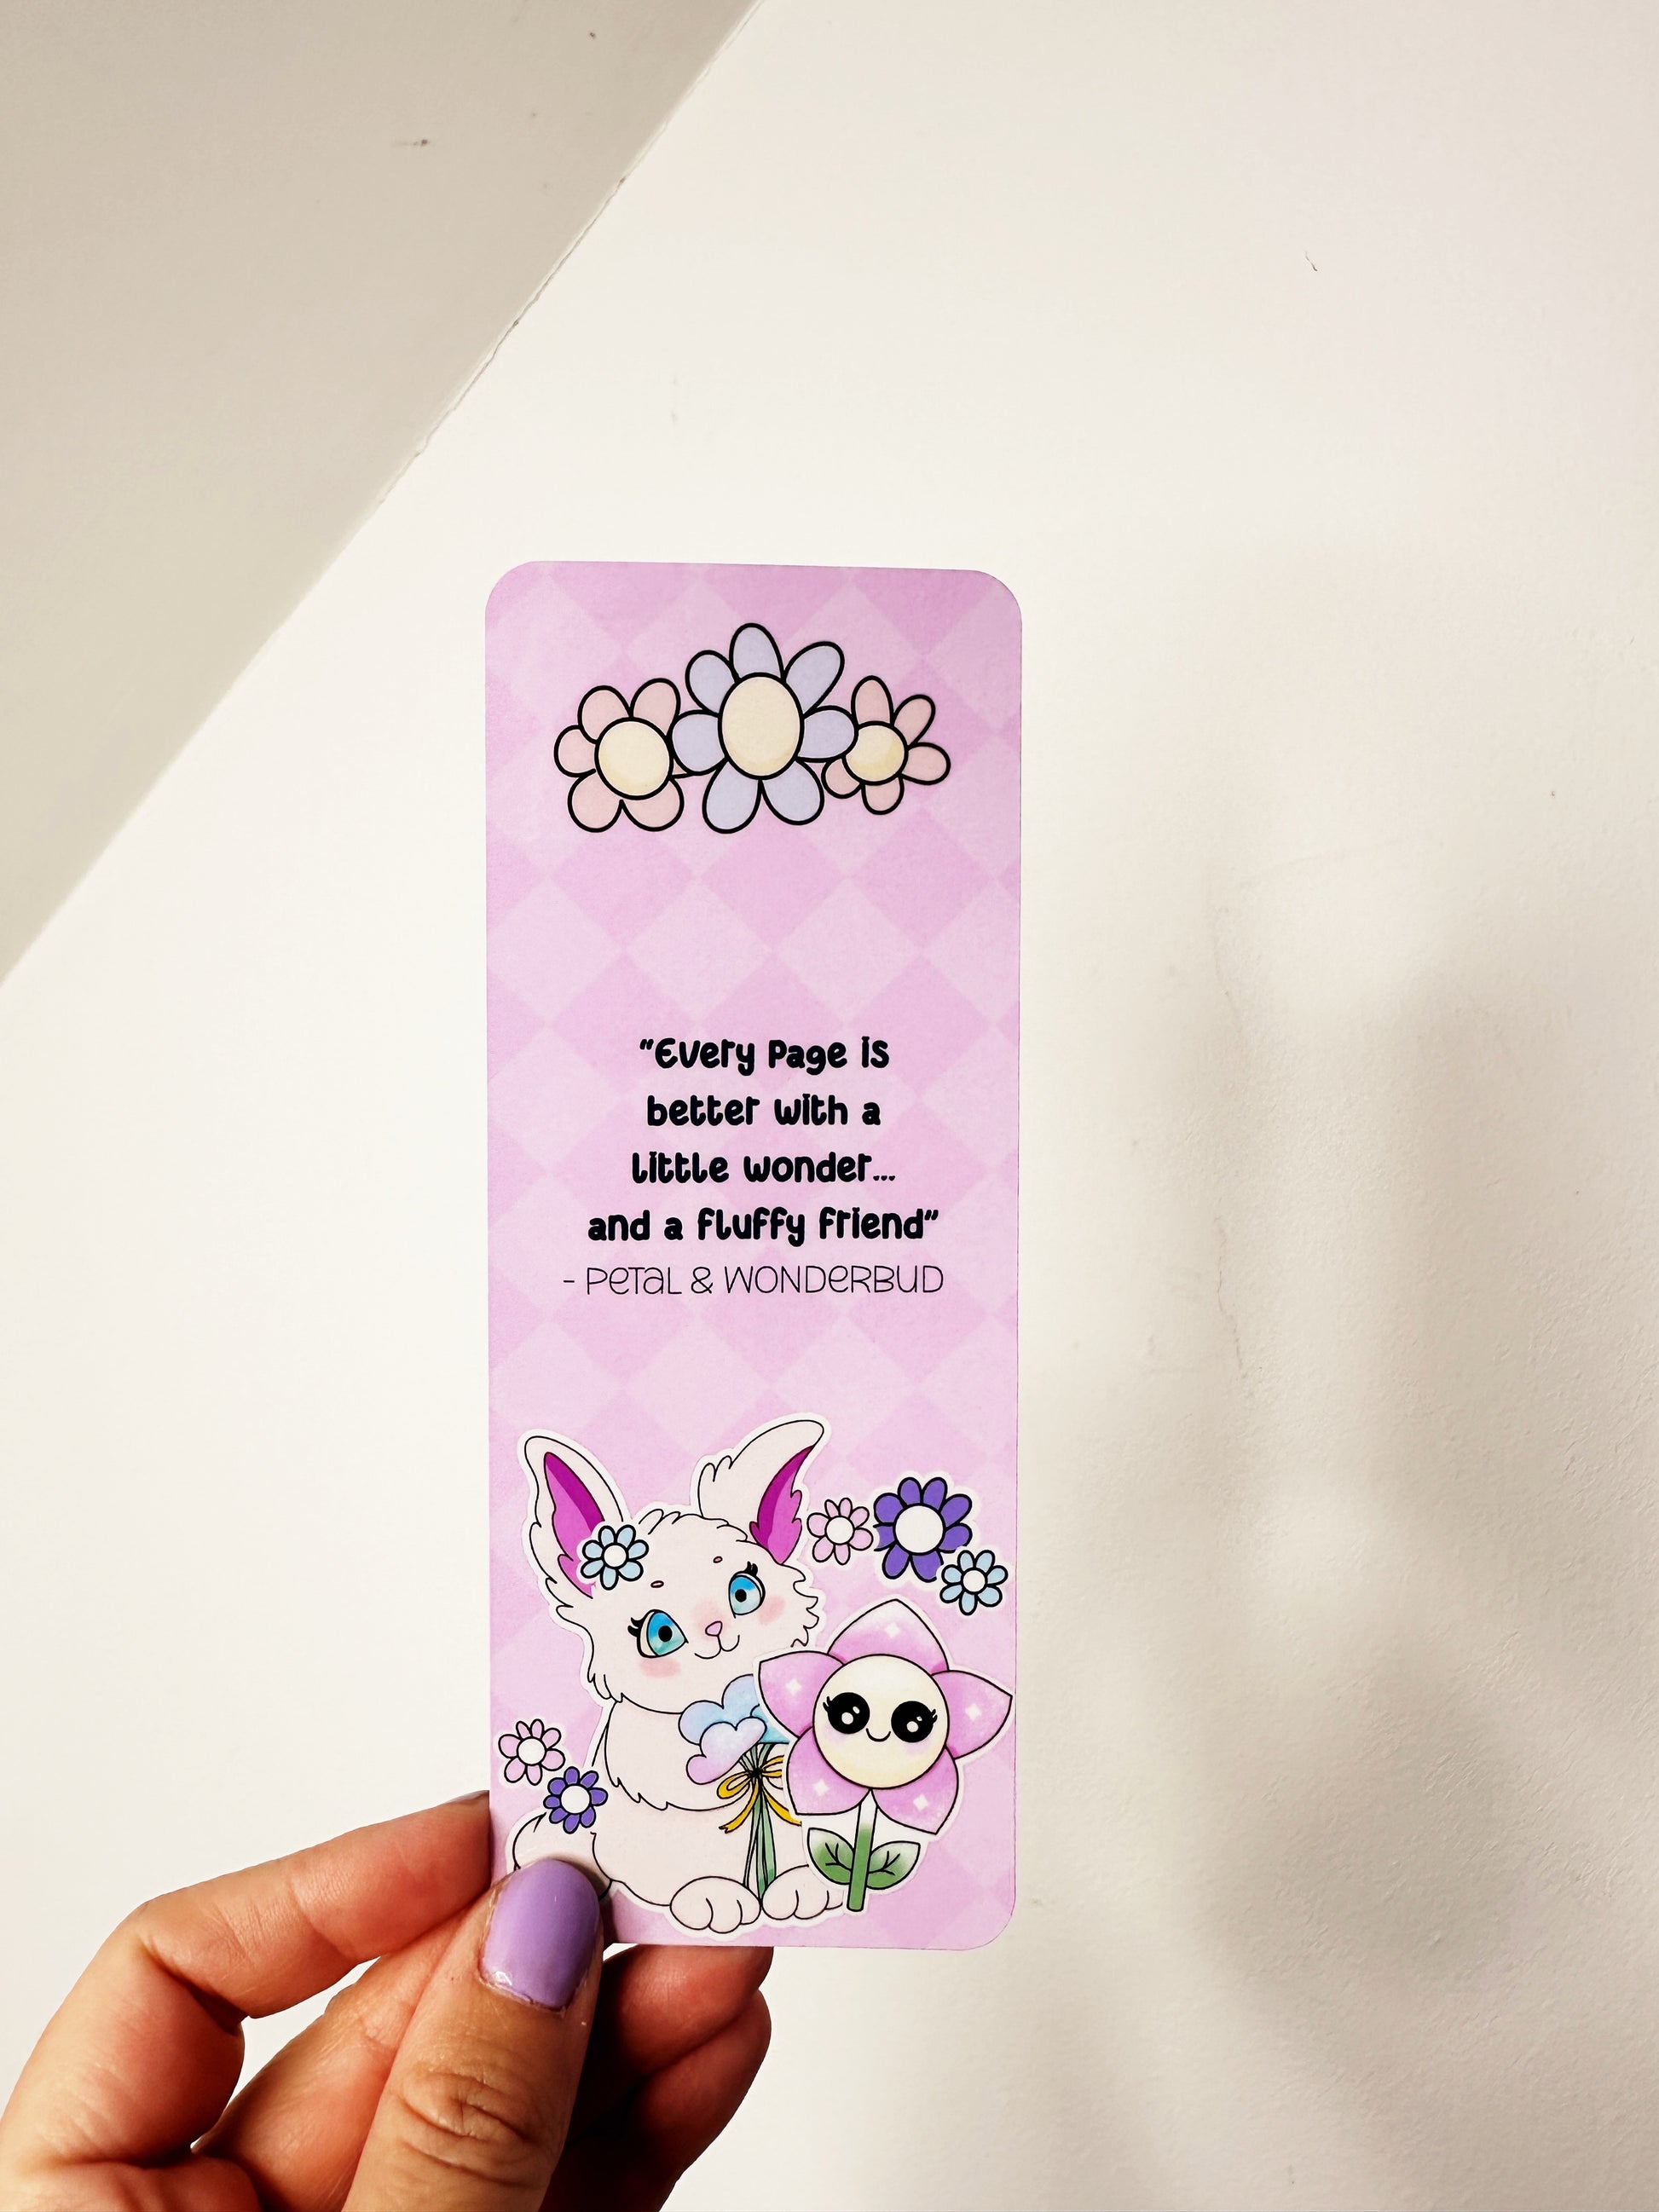 "Every Page is
better with a
little wonder...
and a fluffy friend"
- PETAL & WONDERBUD